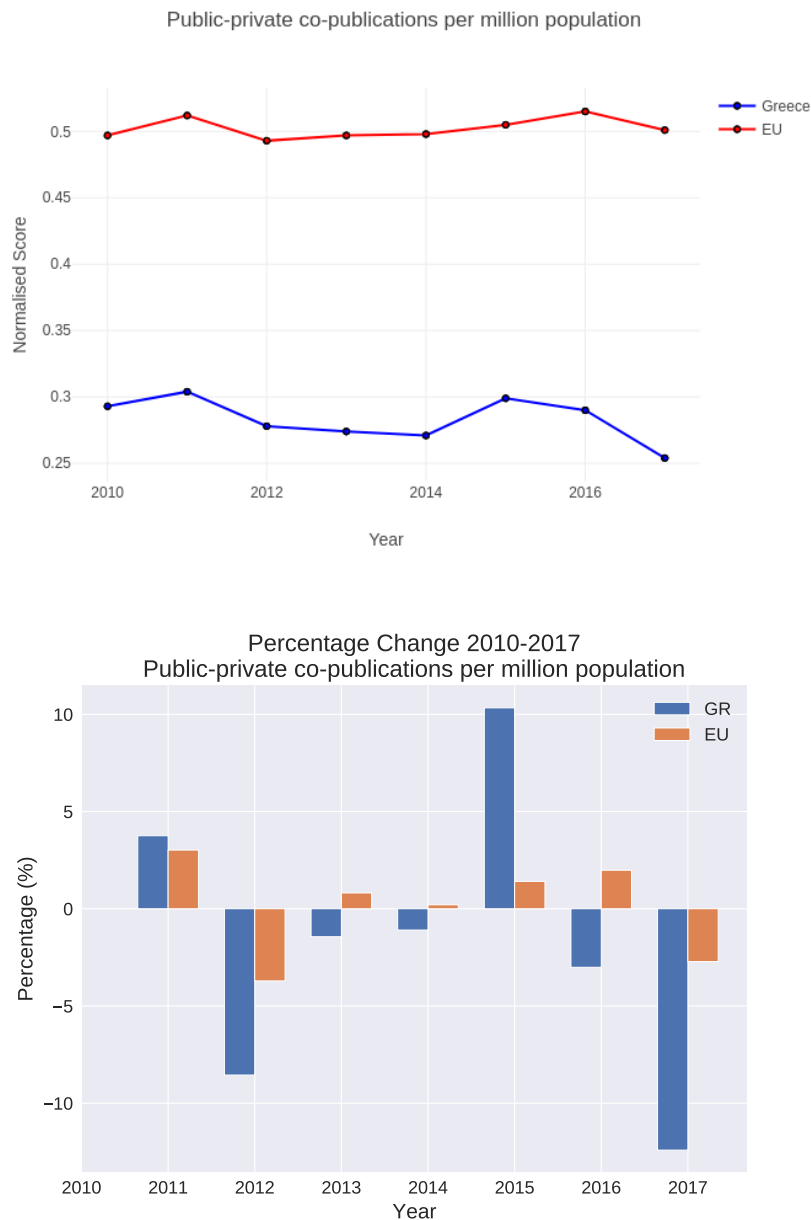 Public-private co-publications per million population
Greece
EU
0.5
0.45
0.4
0.35
0.3
0.25
Normalised Score
2010 2012 2014 2016
Year
Percentage Change 2010-2017
Public-private co-publications per million population
GR
EU
10
5
0
−5
−10
Percentage (%)
2010 2011 2012 2013 2014 2015 2016 2017
Year